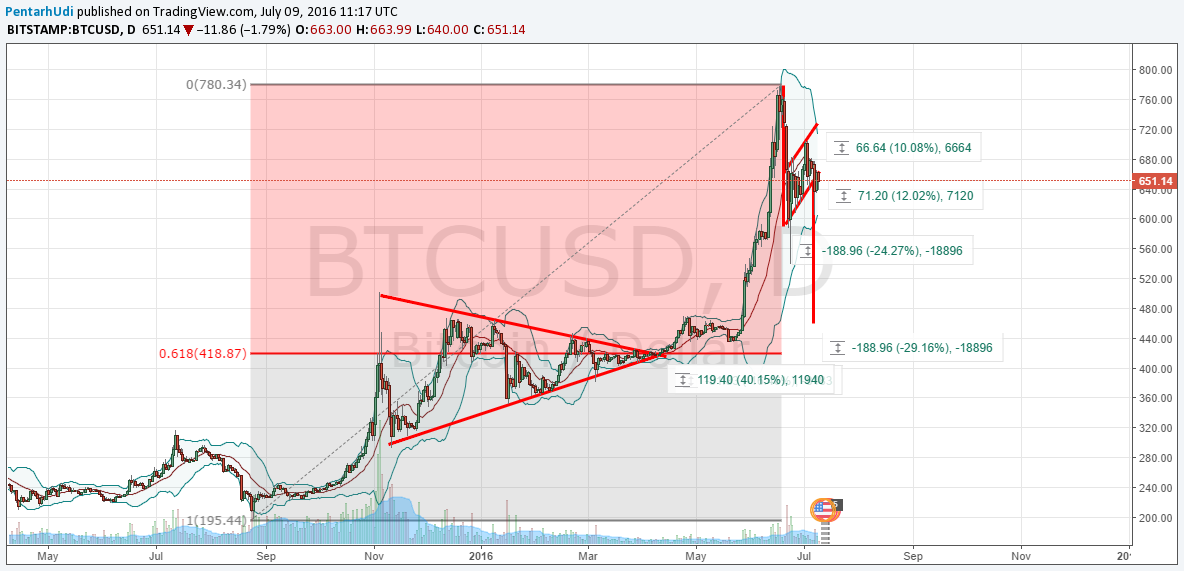 PentarhUdi published on TradingView.com, July 09, 2016 11:17 UTC
BITSTAMP:BTCUSD, D 651.14 ▼ −11.86 (−1.79%) O:663.00 H:663.99 L:640.00 C:651.14
BTCUSD, D
Bitcoin / Dollar
0(780.34)
0.618(418.87)
1(195.44)
66.64 (10.08%), 6664
71.20 (12.02%), 7120
-188.96 (-24.27%), -18896
-188.96 (-29.16%), -18896
119.40 (40.15%), 11940
800.00
760.00
720.00
680.00
651.14
640.00
600.00
560.00
520.00
480.00
440.00
400.00
360.00
320.00
280.00
240.00
200.00
May
Jul
Sep
Nov
2016
Mar
May
Jul
Sep
Nov
20